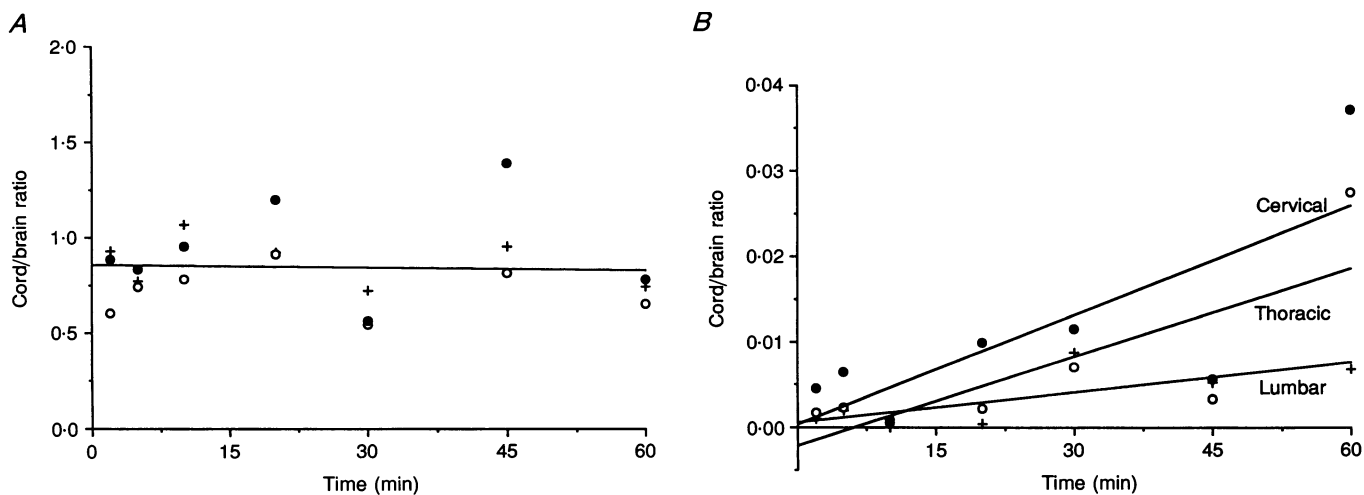 A
2·0
1·5
1·0
0·5
0·0
0
15
30
45
60
Cord/brain ratio
Time (min)
B
0·04
0·03
0·02
0·01
0·00
15
30
45
60
Cord/brain ratio
Time (min)
Cervical
Thoracic
Lumbar